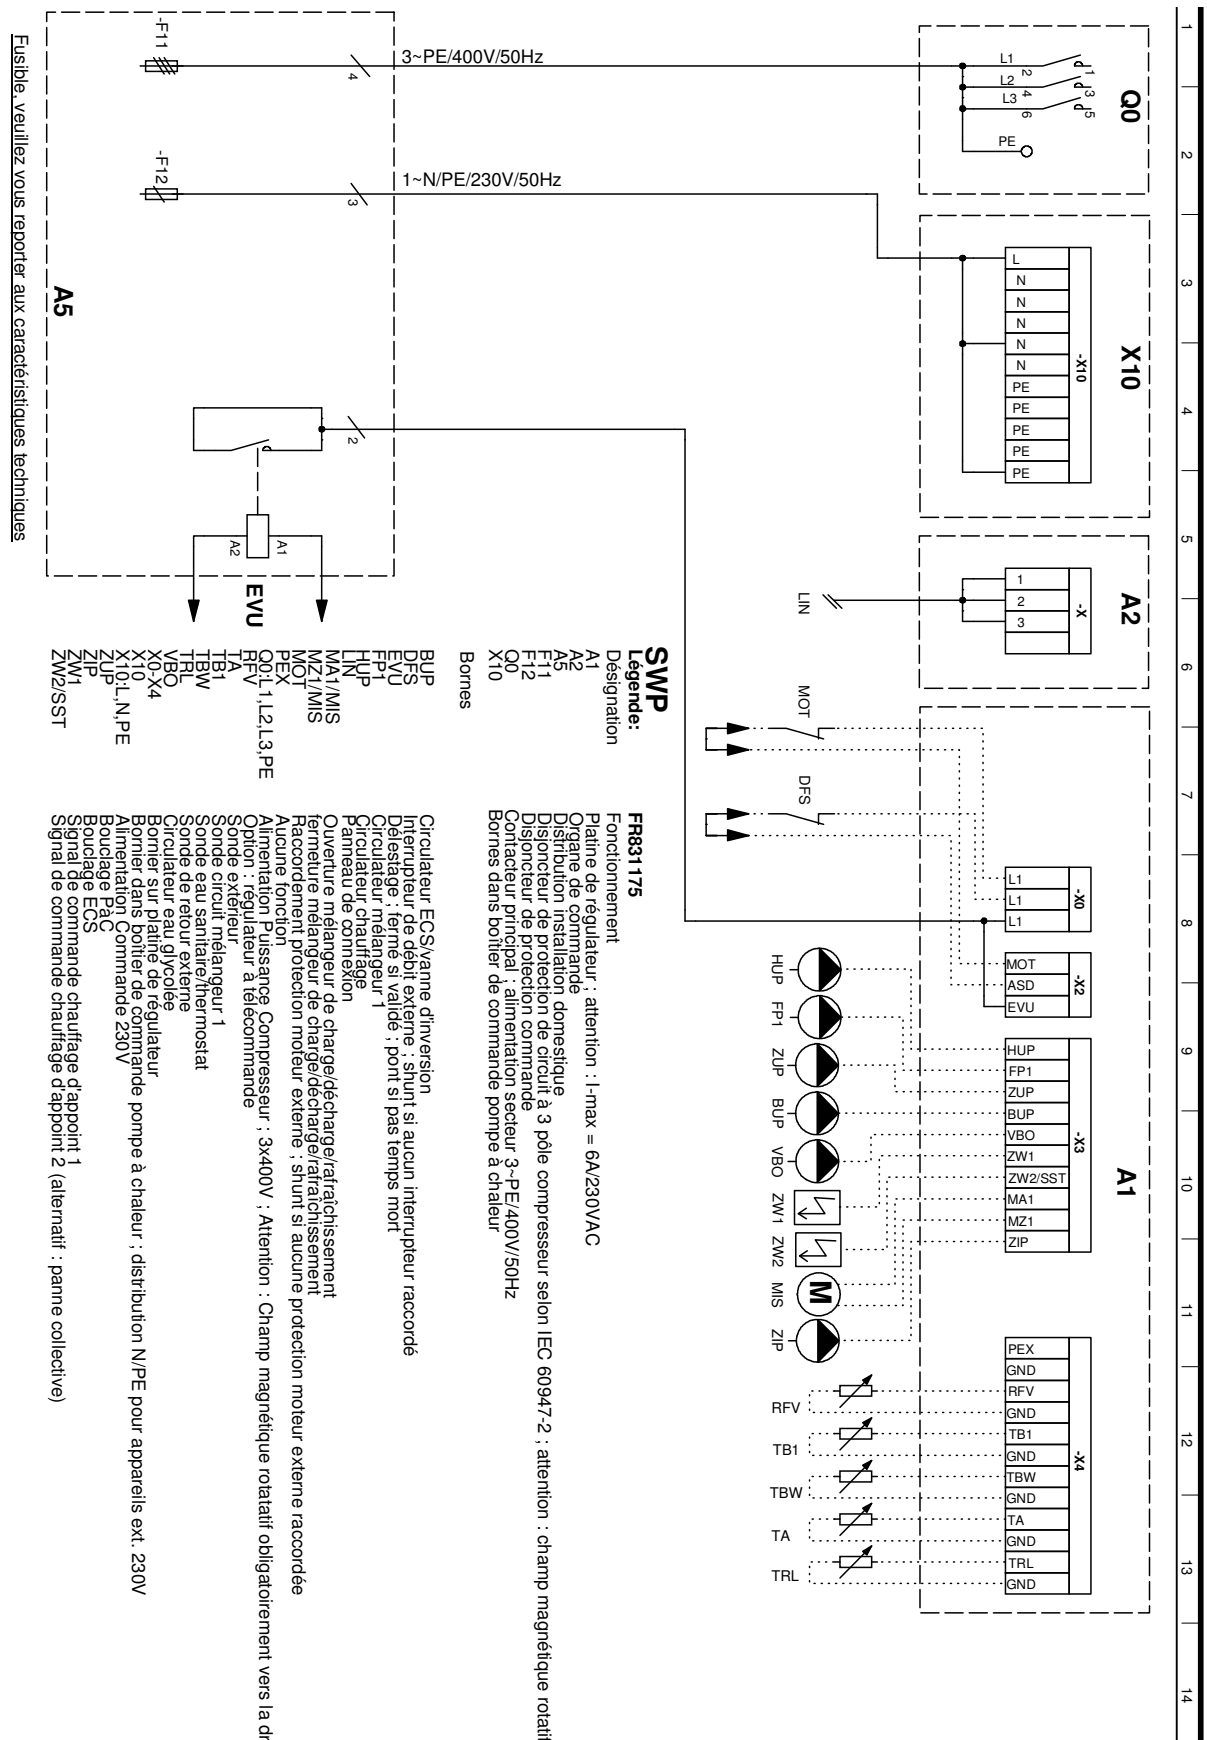 1
2
3
4
5
6
7
8
9
10
11
12
13
14
Q0
L1
L2
L3
2
4
6
1
3
5
PE
X10
-X10
L
N
N
N
N
N
PE
PE
PE
PE
PE
A2
-X
1
2
3
LIN
A1
-X0
L1
L1
L1
-X2
MOT
ASD
EVU
-X3
HUP
FP1
ZUP
BUP
VBO
ZW1
ZW2/SST
MA1
MZ1
ZIP
-X4
PEX
GND
RFV
GND
TB1
GND
TBW
GND
TA
GND
TRL
GND
MOT
DFS
HUP
FP1
ZUP
BUP
VBO
ZW1
ZW2
MIS
M
ZIP
RFV
TB1
TBW
TA
TRL
-F11
4
3~PE/400V/50Hz
-F12
3
1~N/PE/230V/50Hz
2
A5
A1
A2
EVU
Fusible, veuillez vous reporter aux caractéristiques techniques
SWP FR831175
Légende:
Désignation Fonctionnement
A1 Platine de régulateur ; attention : I-max = 6A/230VAC
A2 Organe de commande
A5 Distribution installation domestique
F11 Disjoncteur de protection de circuit à 3 pôle compresseur selon IEC 60947-2 ; attention : champ magnétique rotatif
F12 Disjoncteur de protection commande
Q0 Contacteur principal ; alimentation secteur 3~PE/400V/50Hz
X10 Bornes dans boîtier de commande pompe à chaleur
Bornes
BUP Circulateur ECS/vanne d'inversion
DFS Interrupteur de débit externe ; shunt si aucun interrupteur raccordé
EVU Délestage ; fermé si validé ; pont si pas temps mort
FP1 Circulateur mélangeur 1
HUP Circulateur chauffage
LIN Panneau de connexion
MA1/MIS Ouverture mélangeur de charge/décharge/rafraîchissement
MZ1/MIS fermeture mélangeur de charge/décharge/rafraîchissement
MOT Raccordement protection moteur externe ; shunt si aucune protection moteur externe raccordée
PEX Aucune fonction
Q0:L1,L2,L3,PE Alimentation Puissance Compresseur ; 3x400V ; Attention : Champ magnétique rotatatif obligatoirement vers la dr
RFV Option : régulateur à télécommande
TA Sonde extérieur
TB1 Sonde circuit mélangeur 1
TBW Sonde eau sanitaire/thermostat
TRL Sonde de retour externe
VBO Circulateur eau glycolée
X0-X4 Bornier sur platine de régulateur
X10 Bornier dans boîtier de commande pompe à chaleur ; distribution N/PE pour appareils ext. 230V
X10:L,N,PE Alimentation Commande 230V
ZUP Bouclage PàC
ZIP Bouclage ECS
ZW1 Signal de commande chauffage d'appoint 1
ZW2/SST Signal de commande chauffage d'appoint 2 (alternatif : panne collective)